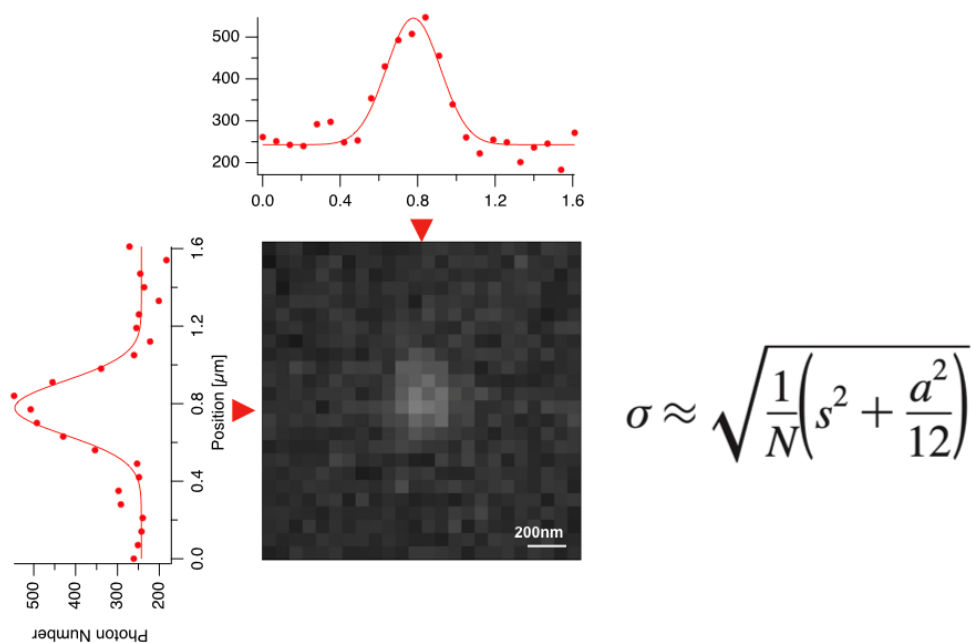 500
400
300
200
0.0 0.4 0.8 1.2 1.6
1.6
1.2
0.8
0.4
0.0
Position [µm]
500 400 300 200
Photon Number
200nm
σ ≈ √(1/N(s² + a²/12))